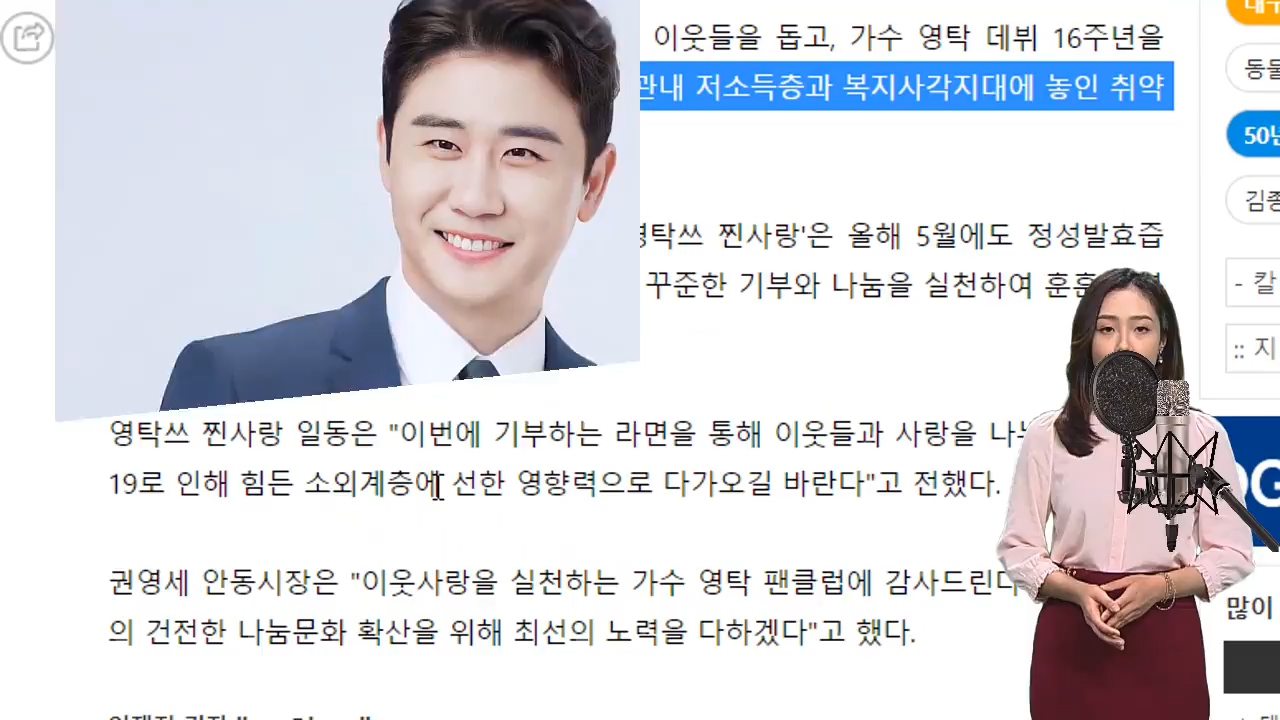 이웃들을 돕고, 가수 영탁 데뷔 16주년을
관내 저소득층과 복지사각지대에 놓인 취약
영탁쓰 찐사랑'은 올해 5월에도 정성발효즙
꾸준한 기부와 나눔을 실천하여
영탁쓰 찐사랑 일동은 "이번에 기부하는 라면을 통해 이웃들과 사랑을
19로 인해 힘든 소외계층에 선한 영향력으로 다가오길 바란다"고 전했다.
권영세 안동시장은 "이웃사랑을 실천하는 가수 영탁 팬클럽에 감사드린다
의 건전한 나눔문화 확산을 위해 최선의 노력을 다하겠다"고 했다.
50년
- 칼
:: 지
많이